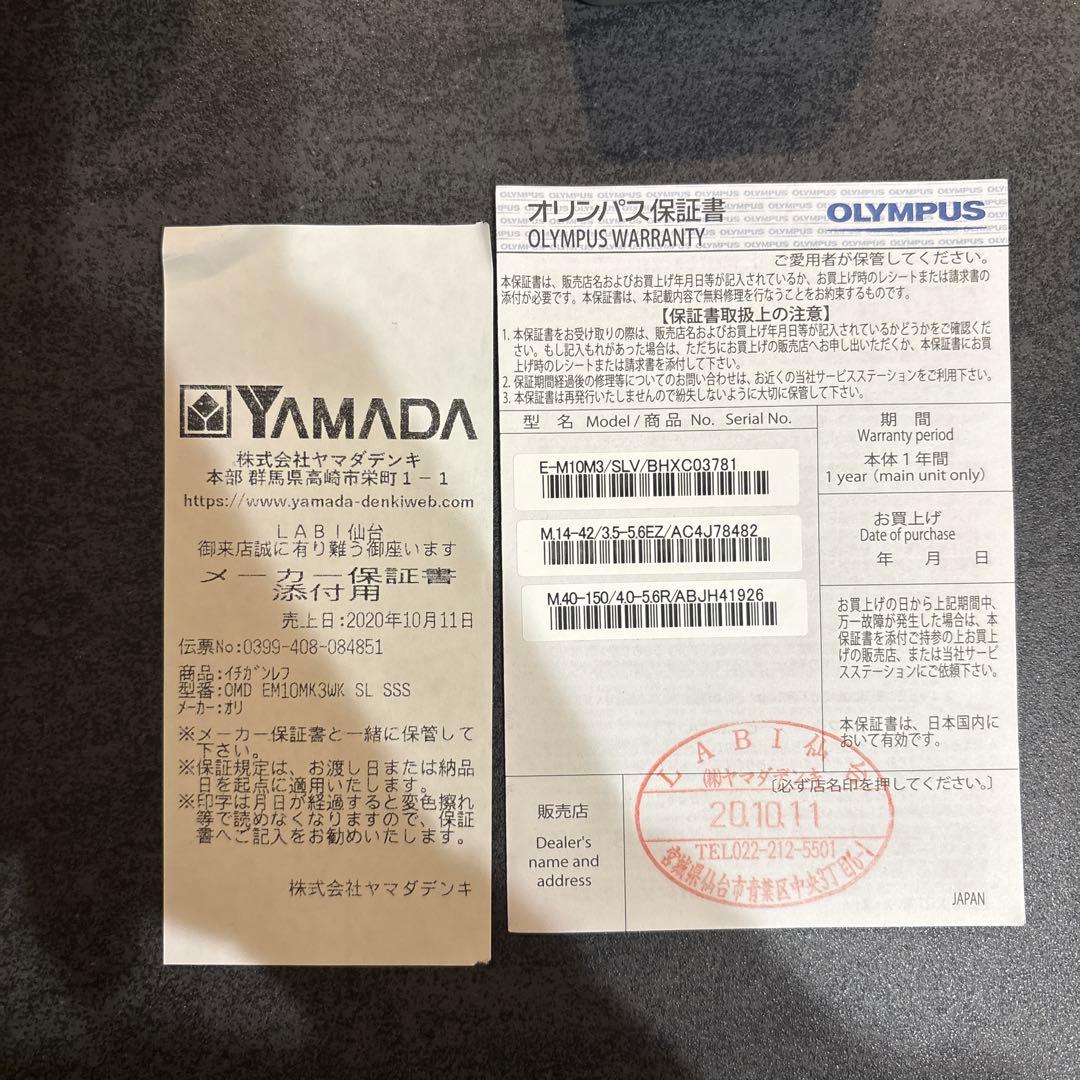 YAMADA
株式会社ヤマダデンキ
本部 群馬県高崎市栄町1-1
https://www.yamada-denkiweb.com
LABI仙台
御来店誠に有り難う御座います
メーカー保証書
添付用
売上日:2020年10月11日
伝票No:0399-408-084851
商品:ｲﾁｶﾞﾝﾚﾌ
型番:OMD EM10MK3WK SL SSS
ﾒｰｶｰ:ｵﾘ
※メーカー保証書と一緒に保管して
下さい。
※保証規定は、お渡し日または納品
日を起点に適用いたします。
※印字は月日が経過すると変色擦れ
等で読めなくなりますので、保証
書へご記入をお勧めいたします。
株式会社ヤマダデンキ
オリンパス保証書
OLYMPUS WARRANTY
OLYMPUS
ご愛用者が保管してください。
本保証書は、販売店名およびお買上げ年月日等が記入されているか、お買上げ時のレシートまたは請求書の
添付が必要です。本保証書は、本記載内容で無料修理を行なうことをお約束するものです。
【保証書取扱上の注意】
1. 本保証書をお受け取りの際は、販売店名およびお買上げ年月日等が記入されているかどうかをご確認くだ
さい。もし記入もれがあった場合は、ただちにお買上げの販売店へお申し出いただくか、本保証書にお買
上げ時のレシートまたは請求書を添付して下さい。
2. 保証期間経過後の修理等についてのお問い合わせは、お近くの当社サービスステーションをご利用下さい。
3. 本保証書は再発行いたしませんので紛失しないように大切に保管して下さい。
型 名 Model / 商品 No. Serial No.
E-M10M3/SLV/BHXC03781
M.14-42/3.5-5.6EZ/AC4J78482
M.40-150/4.0-5.6R/ABJH41926
期 間
Warranty period
本体1年間
1 year (main unit only)
お買上げ
Date of purchase
年 月 日
お買上げの日から上記期間中、
万一故障が発生した場合は、本
保証書を添付ご持参の上お買上
げの販売店、または当社サービ
スステーションにご依頼下さい。
本保証書は、日本国内に
おいて有効です。
〔必ず店名印を押してください。〕
販売店
Dealer's
name and
address
LABI仙台
㈱ヤマダデンキ
20.10.11
TEL022-212-5501
宮城県仙台市青葉区中央3丁目6-1
JAPAN